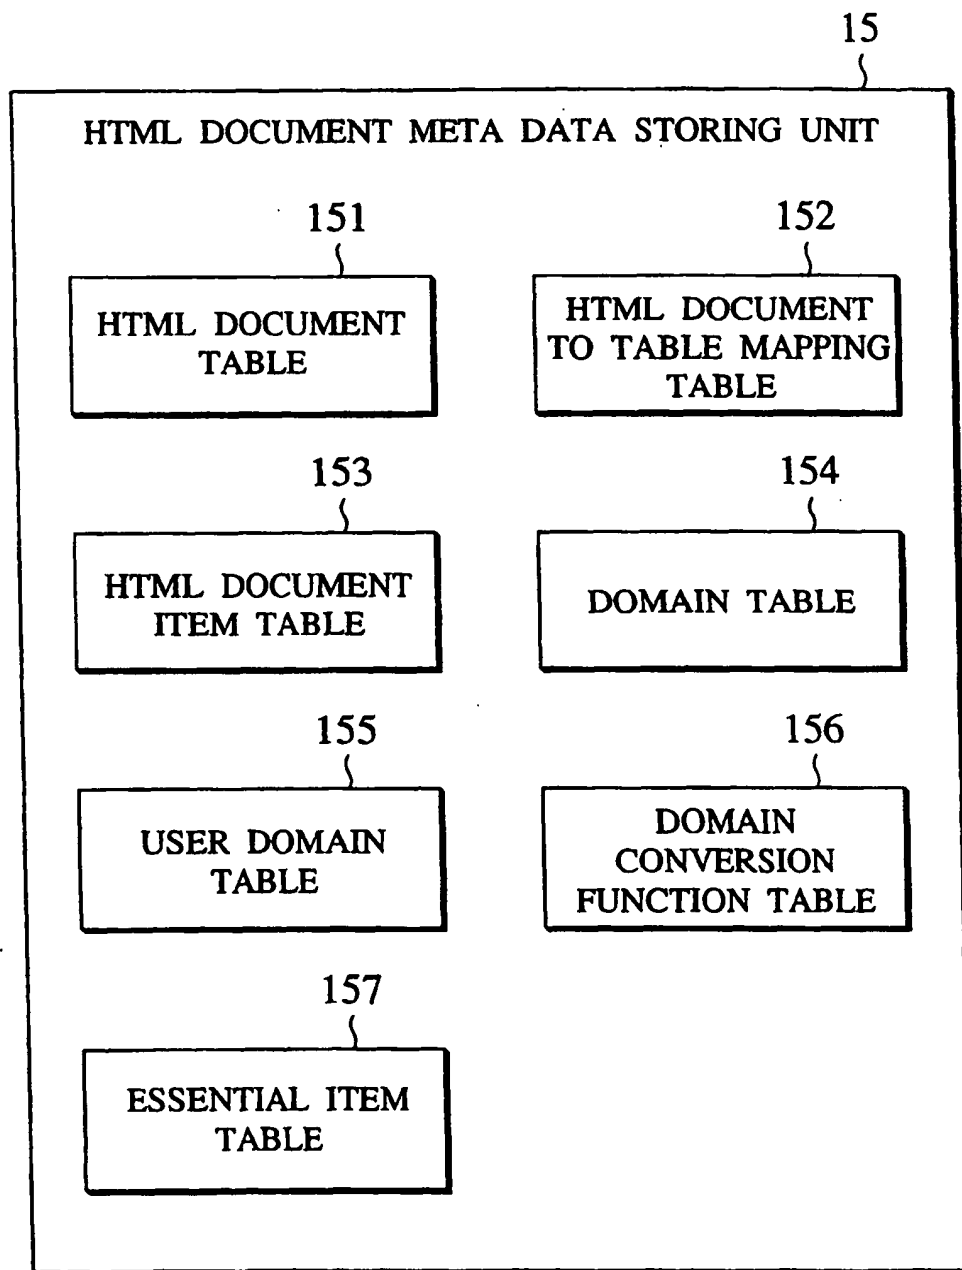 15
HTML DOCUMENT META DATA STORING UNIT
151
HTML DOCUMENT
TABLE
152
HTML DOCUMENT
TO TABLE MAPPING
TABLE
153
HTML DOCUMENT
ITEM TABLE
154
DOMAIN TABLE
155
USER DOMAIN
TABLE
156
DOMAIN
CONVERSION
FUNCTION TABLE
157
ESSENTIAL ITEM
TABLE